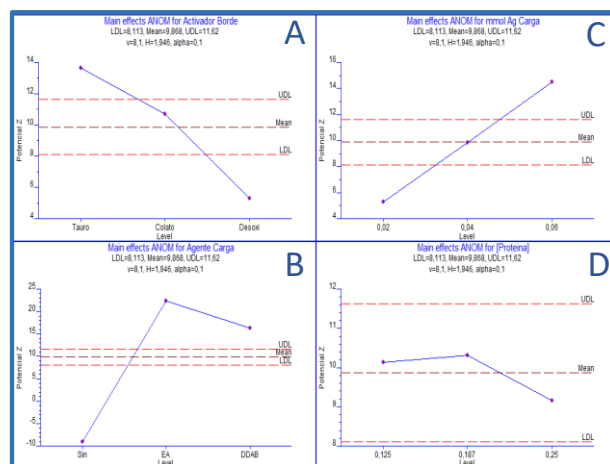 Main effects ANOM for Activador Borde
LDL=8,113, Mean=9,868, UDL=11,62
v=8,1, H=1,946, alpha=0,1
A
Potencial Z
14
12
10
8
6
4
UDL
Mean
LDL
Tauro
Colato
Desoxi
Level
Main effects ANOM for mmol Ag Carga
LDL=8,113, Mean=9,868, UDL=11,62
v=8,1, H=1,946, alpha=0,1
C
Potencial Z
16
14
12
10
8
6
4
UDL
Mean
LDL
0,02
0,04
0,06
Level
Main effects ANOM for Agente Carga
LDL=8,113, Mean=9,868, UDL=11,62
v=8,1, H=1,946, alpha=0,1
B
Potencial Z
25
20
15
10
5
0
-5
-10
UDL
Mean
LDL
Sin
EA
DDAB
Level
Main effects ANOM for [Proteina]
LDL=8,113, Mean=9,868, UDL=11,62
v=8,1, H=1,946, alpha=0,1
D
Potencial Z
12
11
10
9
8
UDL
Mean
LDL
0,125
0,187
0,25
Level